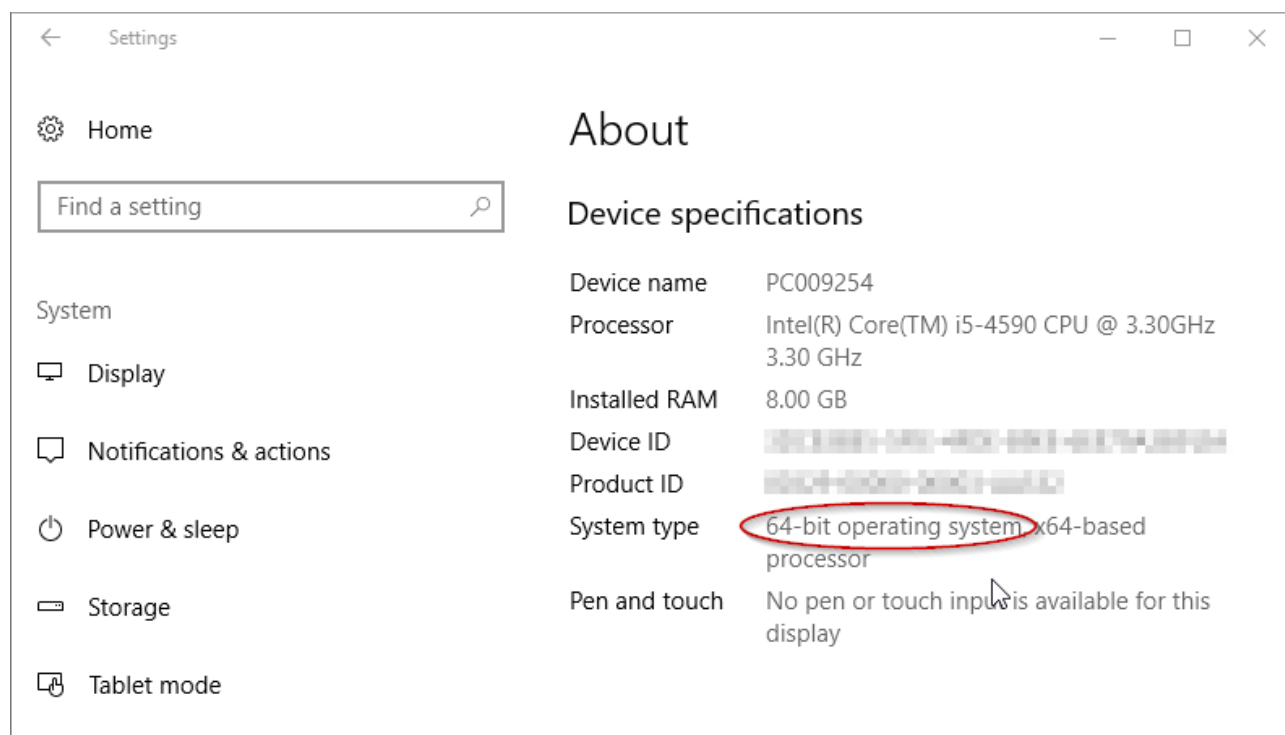 Settings
Home
Find a setting
System
Display
Notifications & actions
Power & sleep
Storage
Tablet mode
About
Device specifications
Device name PC009254
Processor Intel(R) Core(TM) i5-4590 CPU @ 3.30GHz
3.30 GHz
Installed RAM 8.00 GB
Device ID
Product ID
System type 64-bit operating system, x64-based
processor
Pen and touch No pen or touch input is available for this
display